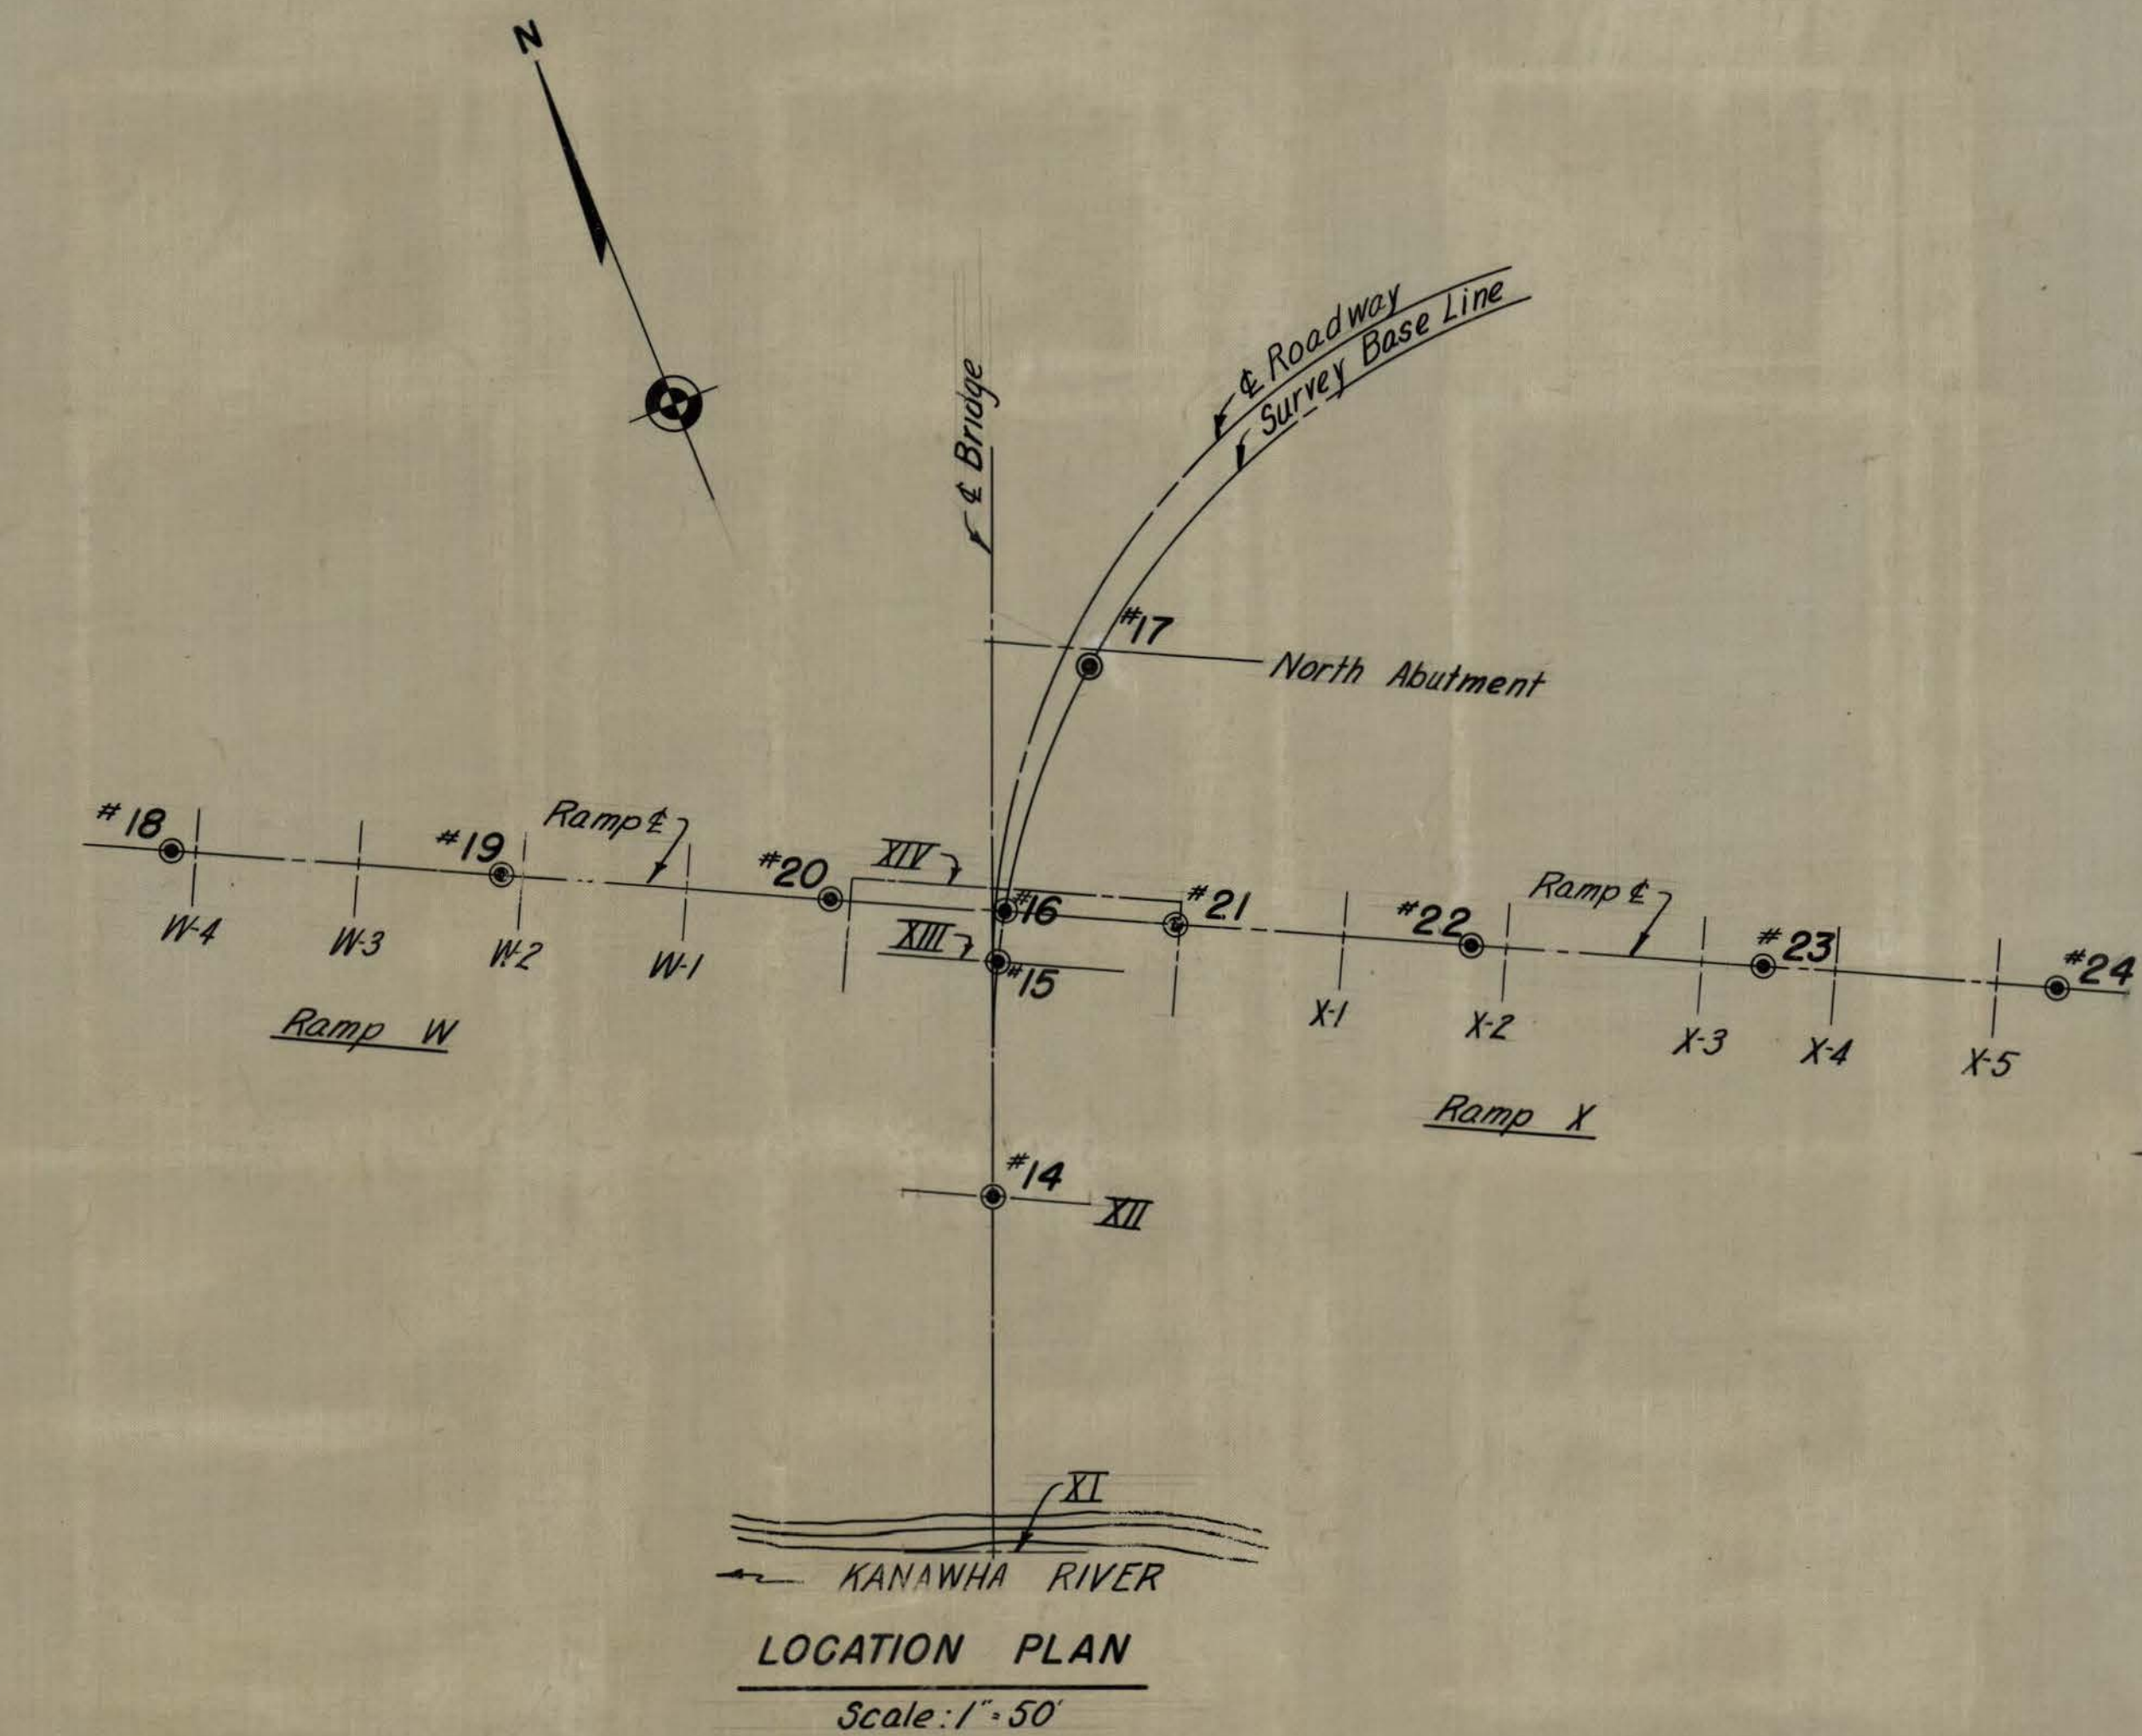 N
℄ Roadway
Survey Base Line
℄ Bridge
#17
North Abutment
#18
#19
Ramp ℄
#20
XIV
#16
#21
#22
Ramp ℄
#23
#24
W-4
W-3
W-2
W-1
XIII
#15
X-1
X-2
X-3
X-4
X-5
Ramp W
Ramp X
#14
XII
XI
KANAWHA RIVER
LOCATION PLAN
Scale: 1" = 50'